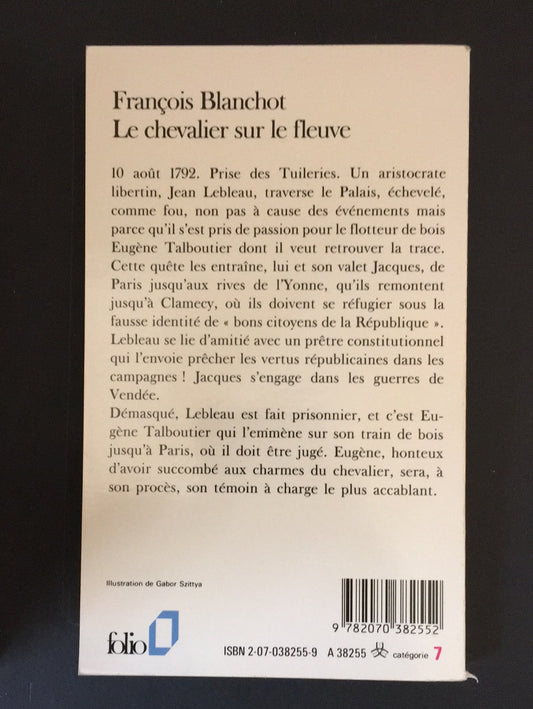 François Blanchot
Le chevalier sur le fleuve
10 août 1792. Prise des Tuileries. Un aristocrate
libertin, Jean Lebleau, traverse le Palais, échevelé,
comme fou, non pas à cause des événements mais
parce qu'il s'est pris de passion pour le flotteur de bois
Eugène Talboutier dont il veut retrouver la trace.
Cette quête les entraîne, lui et son valet Jacques, de
Paris jusqu'aux rives de l'Yonne, qu'ils remontent
jusqu'à Clamecy, où ils doivent se réfugier sous la
fausse identité de « bons citoyens de la République ».
Lebleau se lie d'amitié avec un prêtre constitutionnel
qui l'envoie prêcher les vertus républicaines dans les
campagnes ! Jacques s'engage dans les guerres de
Vendée.
Démasqué, Lebleau est fait prisonnier, et c'est Eu-
gène Talboutier qui l'emmène sur son train de bois
jusqu'à Paris, où il doit être jugé. Eugène, honteux
d'avoir succombé aux charmes du chevalier, sera, à
son procès, son témoin à charge le plus accablant.
Illustration de Gabor Szittya
9 782070 382552
folio
ISBN 2-07-038255-9 A 38255 catégorie 7